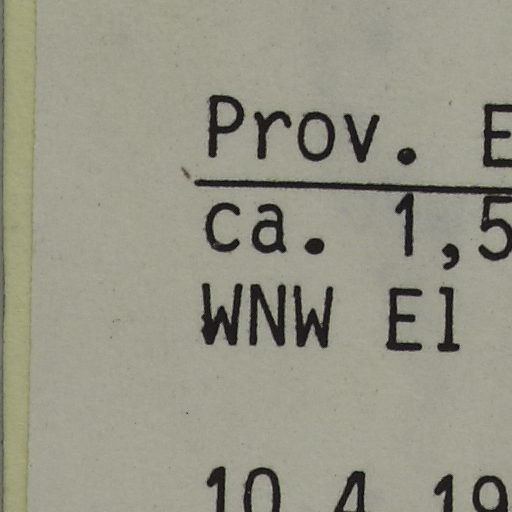 Prov. E
ca. 1,5
WNW El
10.4.19